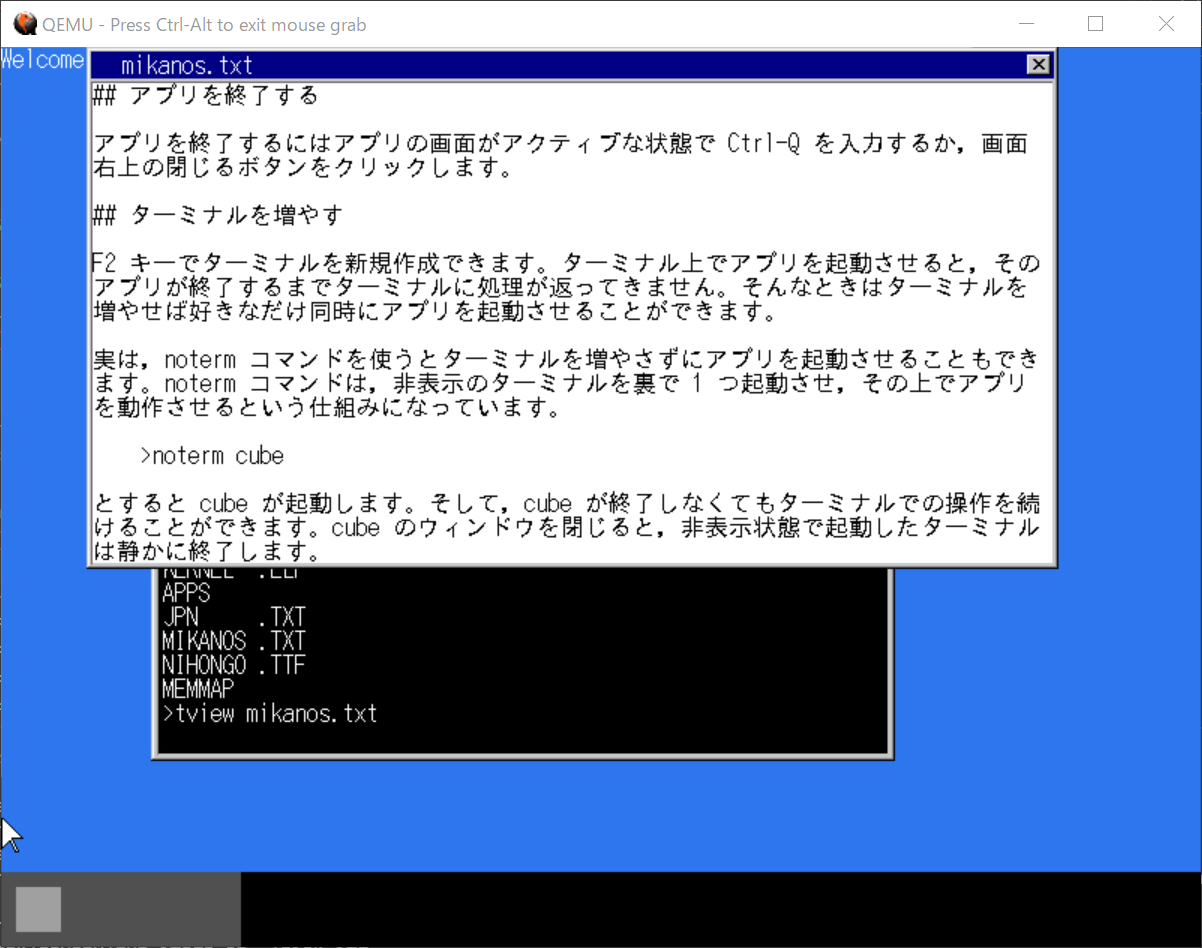 QEMU - Press Ctrl-Alt to exit mouse grab
Welcome
mikanos.txt
## アプリを終了する
アプリを終了するにはアプリの画面がアクティブな状態で Ctrl-Q を入力するか，画面
右上の閉じるボタンをクリックします。
## ターミナルを増やす
F2 キーでターミナルを新規作成できます。ターミナル上でアプリを起動させると，その
アプリが終了するまでターミナルに処理が返ってきません。そんなときはターミナルを
増やせば好きなだけ同時にアプリを起動させることができます。
実は，noterm コマンドを使うとターミナルを増やさずにアプリを起動させることもでき
ます。noterm コマンドは，非表示のターミナルを裏で 1 つ起動させ，その上でアプリ
を動作させるという仕組みになっています。
>noterm cube
とすると cube が起動します。そして，cube が終了しなくてもターミナルでの操作を続
けることができます。cube のウィンドウを閉じると，非表示状態で起動したターミナル
は静かに終了します。
KERNEL .ELF
APPS
JPN .TXT
MIKANOS .TXT
NIHONGO .TTF
MEMMAP
>tview mikanos.txt